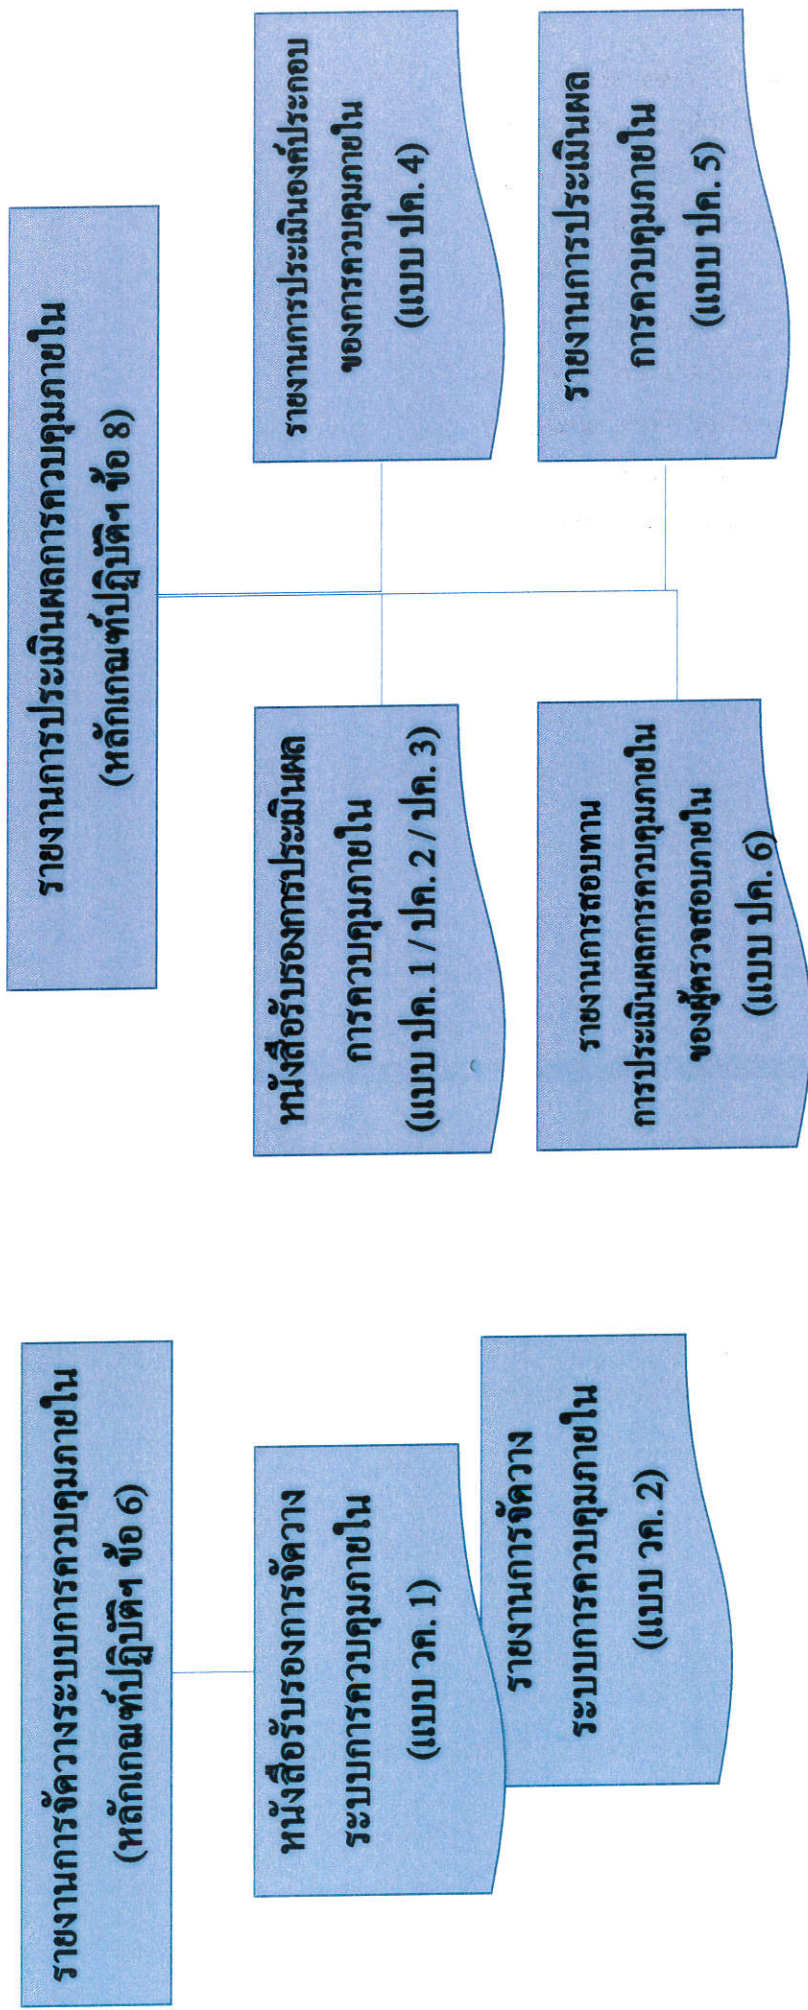 รายงานการจัดวางระบบการควบคุมภายใน
(หลักเกณฑ์ปฏิบัติฯ ข้อ 6)
หนังสือรับรองการจัดวาง
ระบบการควบคุมภายใน
(แบบ วค. 1)
รายงานการจัดวาง
ระบบการควบคุมภายใน
(แบบ วค. 2)
รายงานการประเมินผลการควบคุมภายใน
(หลักเกณฑ์ปฏิบัติฯ ข้อ 8)
หนังสือรับรองการประเมินผล
การควบคุมภายใน
(แบบ ปค. 1 / ปค. 2 / ปค. 3)
รายงานการประเมินองค์ประกอบ
ของการควบคุมภายใน
(แบบ ปค. 4)
รายงานการสอบทาน
การประเมินผลการควบคุมภายใน
ของผู้ตรวจสอบภายใน
(แบบ ปค. 6)
รายงานการประเมินผล
การควบคุมภายใน
(แบบ ปค. 5)